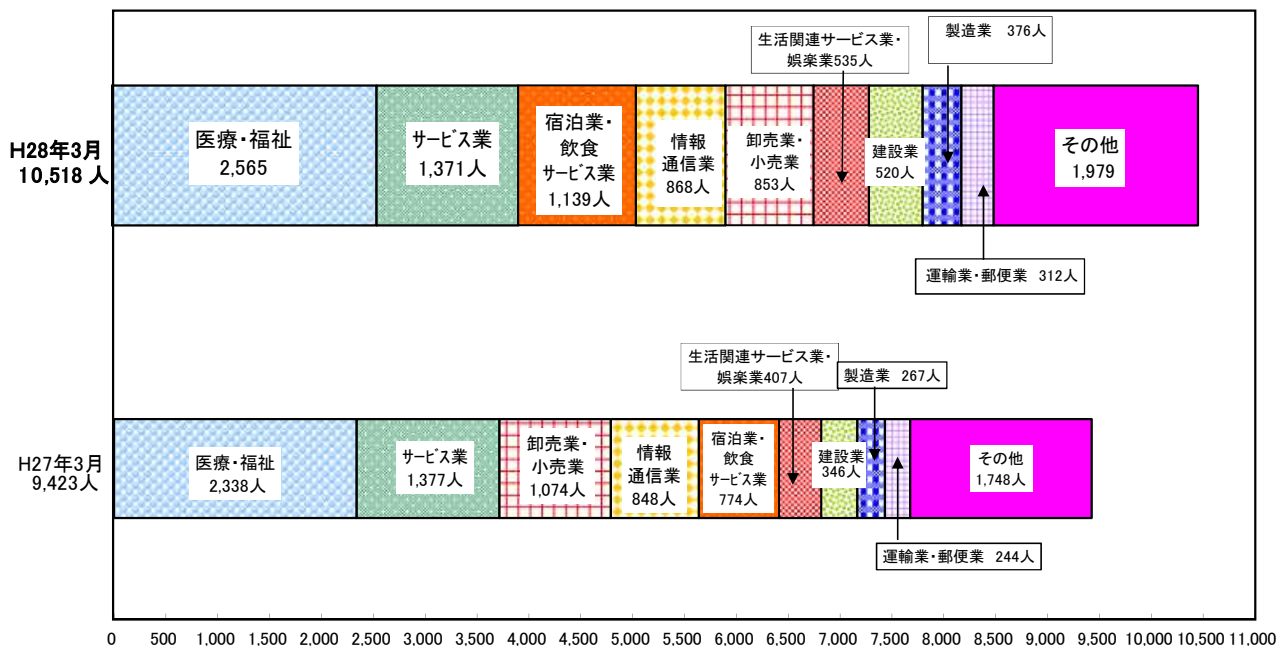 生活関連サービス業・
娯楽業535人
製造業　376人
H28年3月
10,518 人
医療・福祉
2,565
サービス業
1,371人
宿泊業・
飲食
サービス業
1,139人
情報
通信業
868人
卸売業・
小売業
853人
建設業
520人
その他
1,979
運輸業・郵便業　312人
生活関連サービス業・
娯楽業407人
製造業　267人
H27年3月
9,423人
医療・福祉
2,338人
サービス業
1,377人
卸売業・
小売業
1,074人
情報
通信業
848人
宿泊業・
飲食
サービス業
774人
建設業
346人
その他
1,748人
運輸業・郵便業　244人
0 500 1,000 1,500 2,000 2,500 3,000 3,500 4,000 4,500 5,000 5,500 6,000 6,500 7,000 7,500 8,000 8,500 9,000 9,500 10,000 10,500 11,000